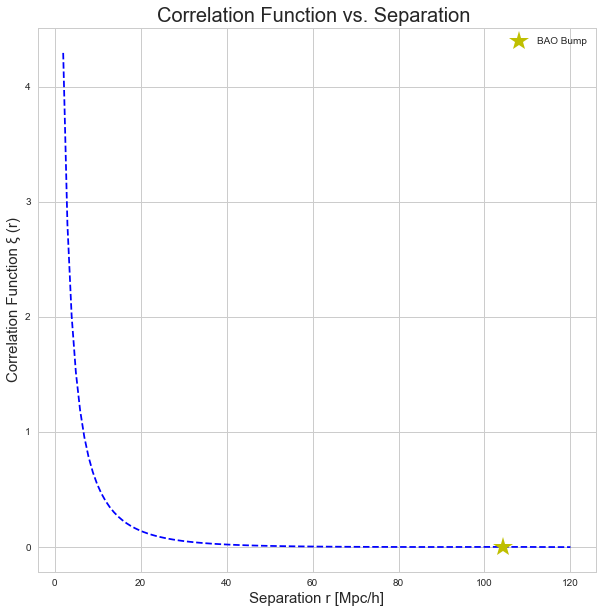 Correlation Function vs. Separation
BAO Bump
4
3
2
1
0
Correlation Function ξ (r)
0 20 40 60 80 100 120
Separation r [Mpc/h]